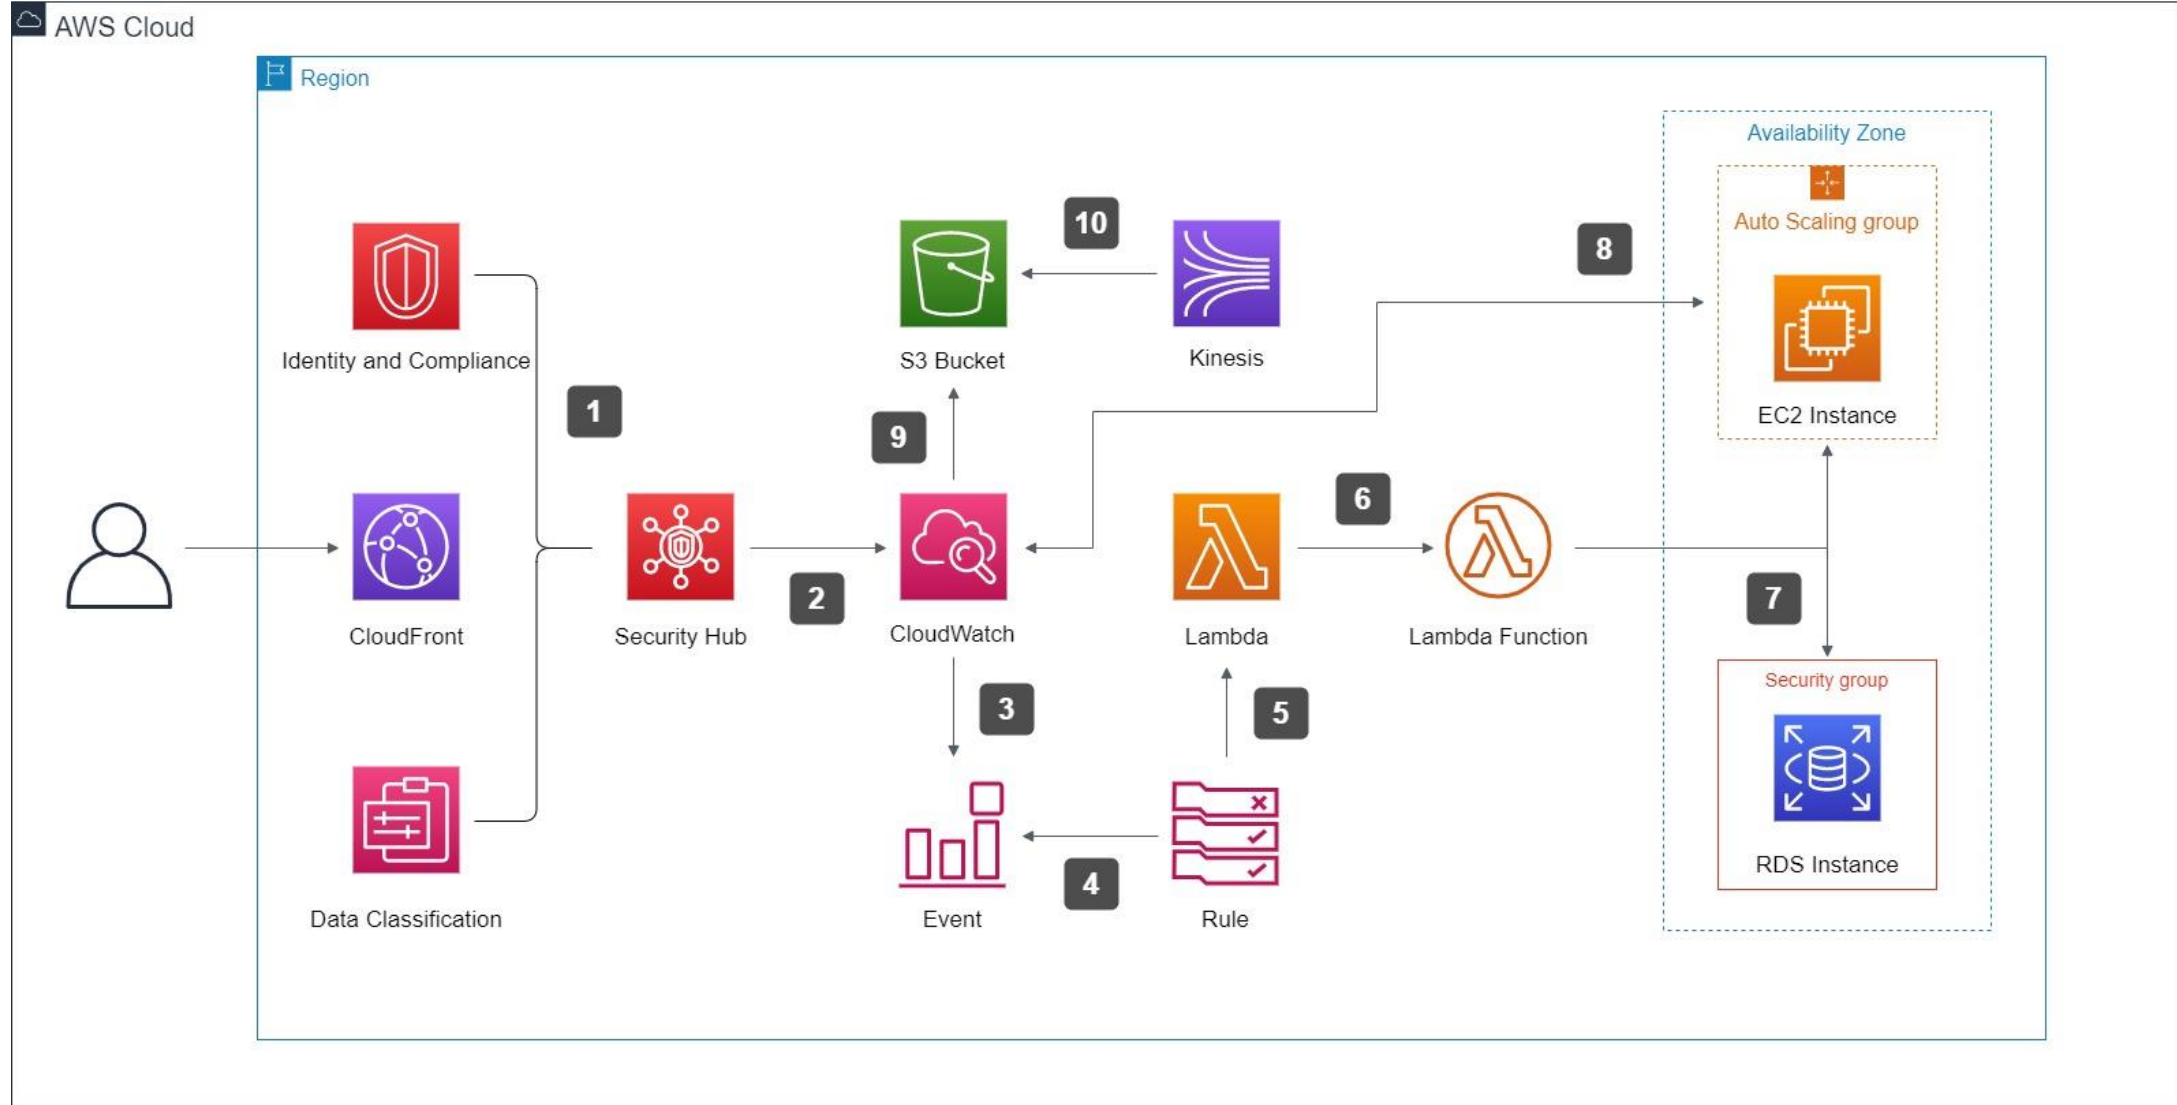 AWS Cloud
Region
Availability Zone
Auto Scaling group
10
8
Identity and Compliance
S3 Bucket
Kinesis
EC2 Instance
1
9
6
2
7
CloudFront
Security Hub
CloudWatch
Lambda
Lambda Function
Security group
3
5
RDS Instance
4
Data Classification
Event
Rule